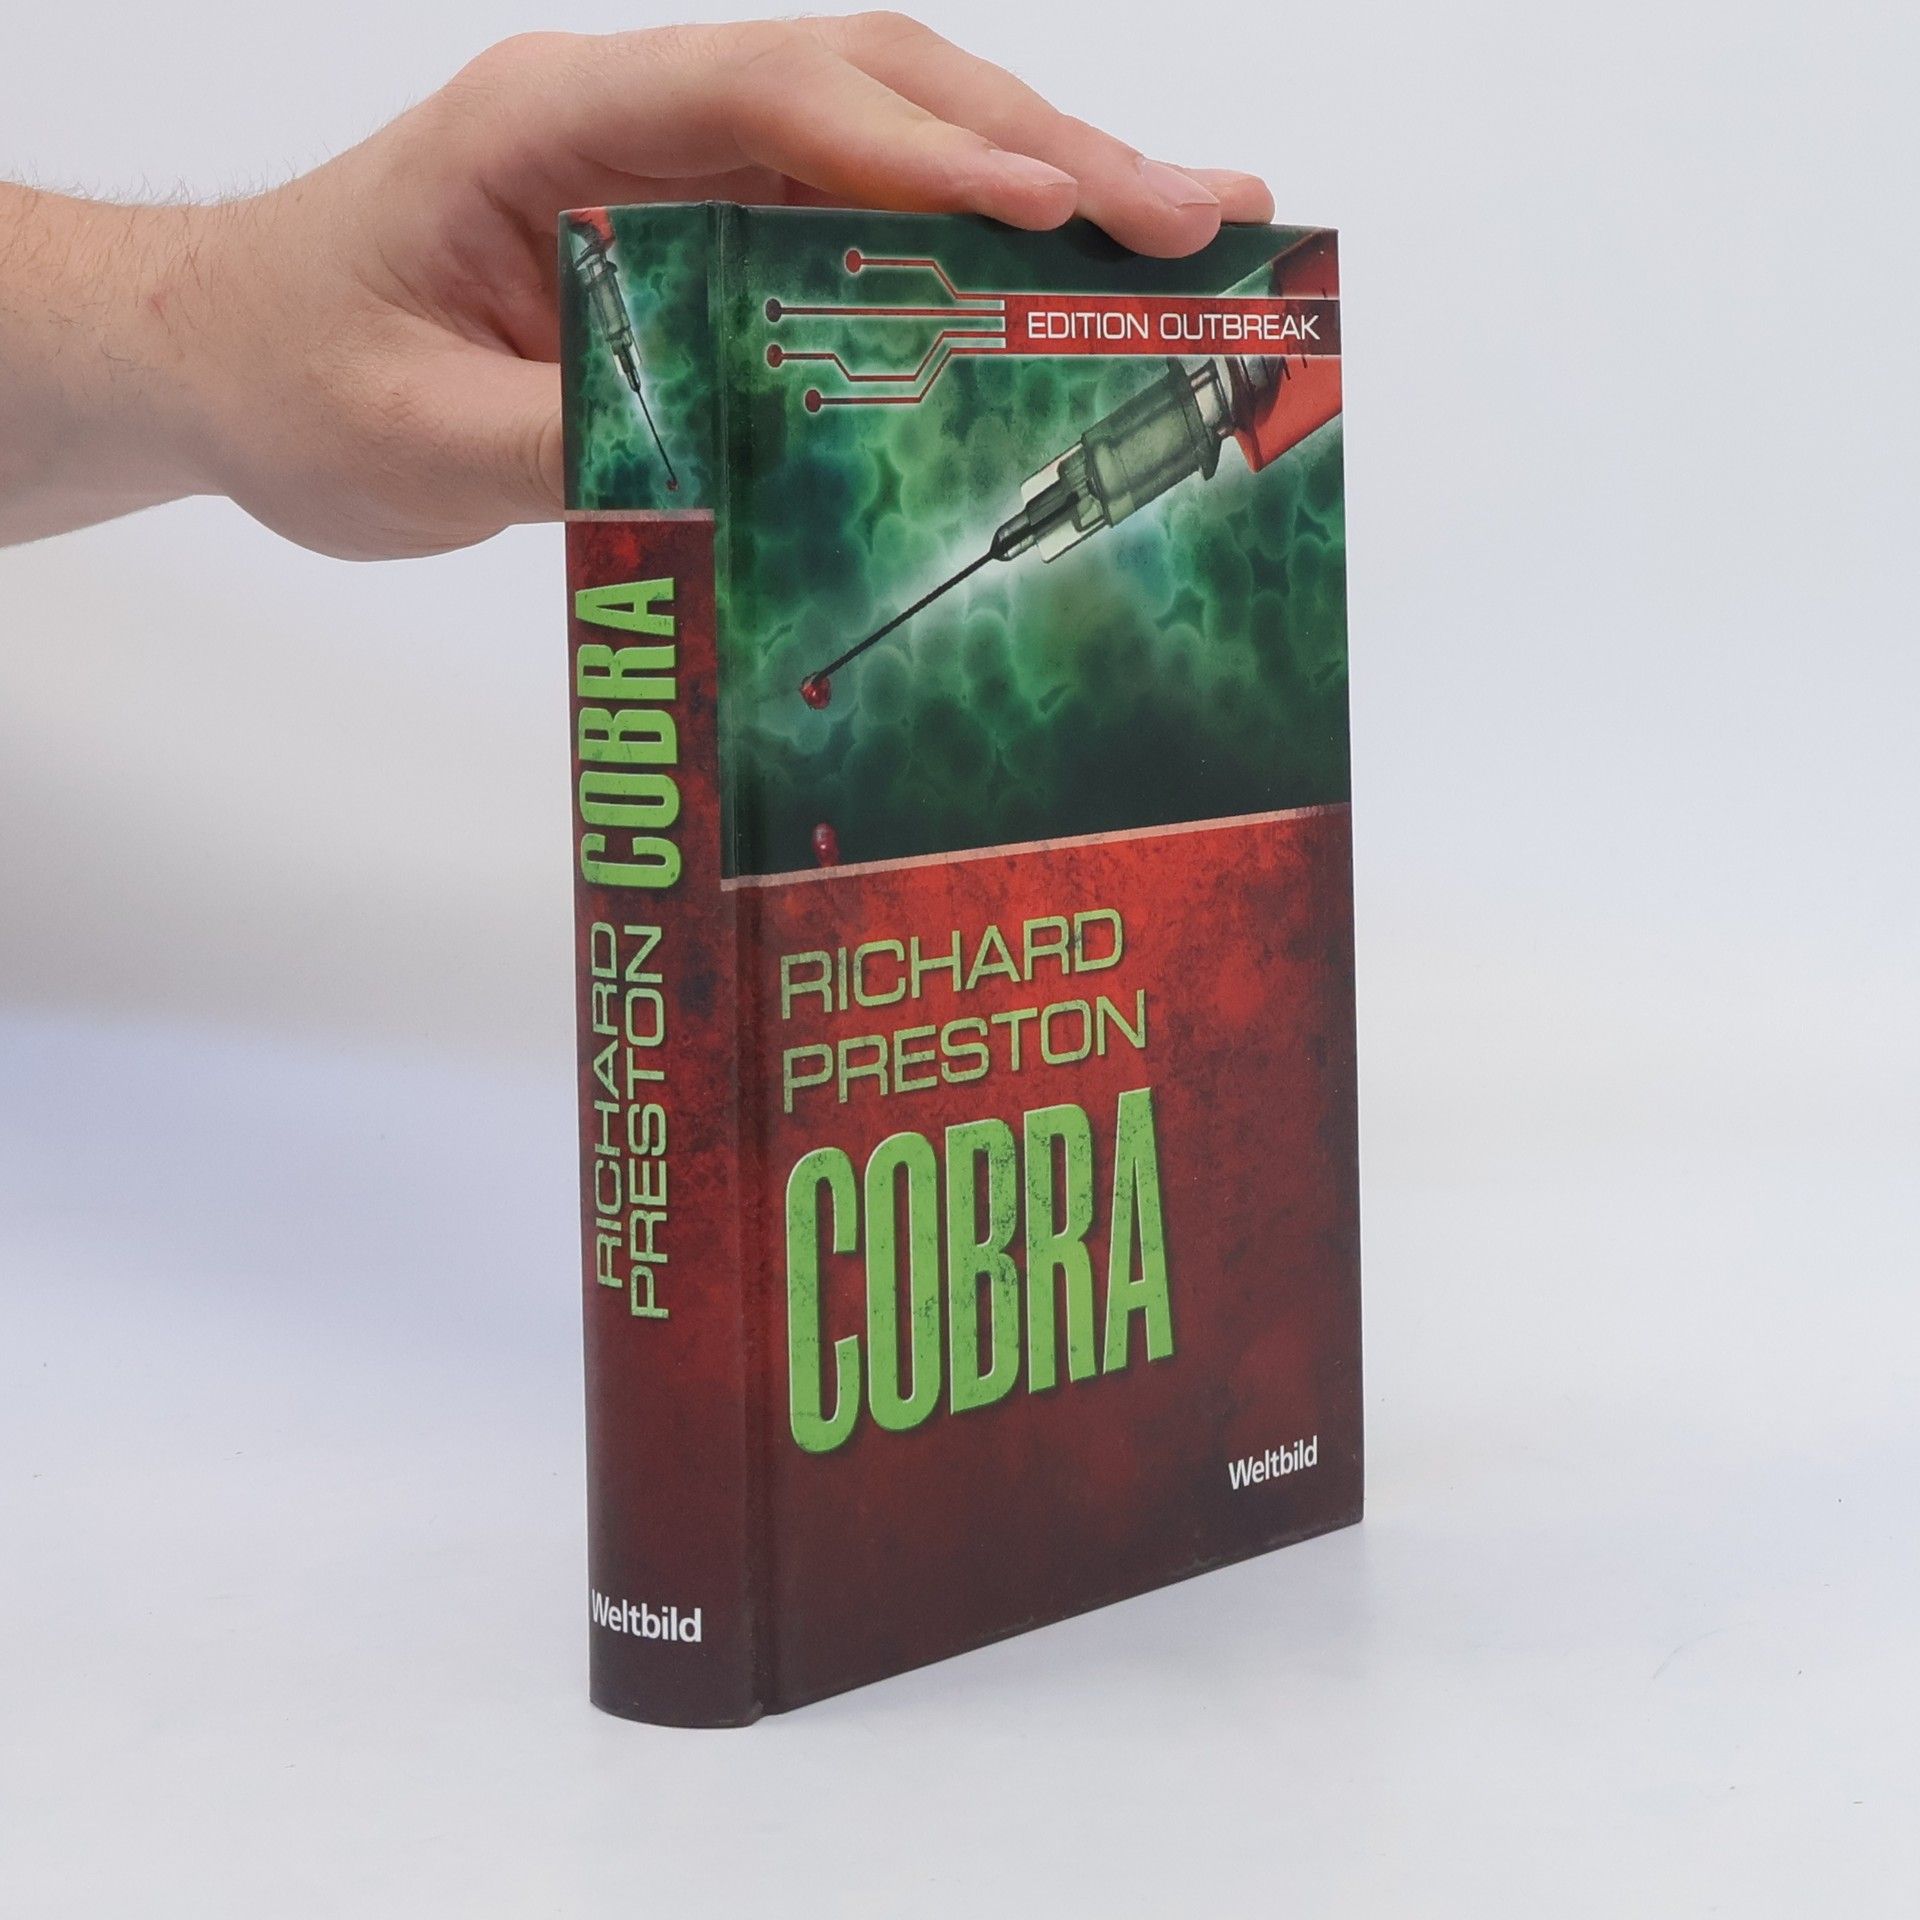 EDITION OUTBREAK
RICHARD
PRESTON
COBRA
Weltbild
RICHARD
PRESTON
COBRA
Weltbild